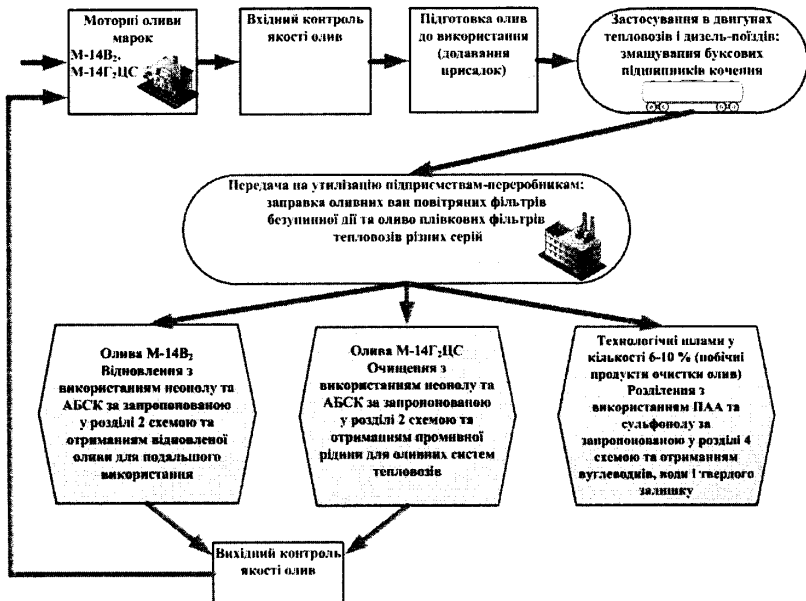 Моторні оливи
марок
М-14В₂,
М-14Г₂ЦС
Вхідний контроль
якості олив
Підготовка олив
до використання
(додавання
присадок)
Застосування в двигунах
тепловозів і дизель-поїздів:
змащування буксових
підшипників кочення
Передача на утилізацію підприємствам-переробникам:
заправка оливних ван повітряних фільтрів
безупинної дії та оливо плівкових фільтрів
тепловозів різних серій
Олива М-14В₂
Відновлення з
використанням неонолу та
АБСК за запропонованою
у розділі 2 схемою та
отриманням відновленої
оливи для подальшого
використання
Олива М-14Г₂ЦС
Очищення з
використанням неонолу та
АБСК за запропонованою
у розділі 2 схемою та
отриманням промивної
рідини для оливних систем
тепловозів
Технологічні шлами у
кількості 6-10 % (побічні
продукти очистки олив)
Розділення з
використанням ПАА та
сульфонолу за
запропонованою у розділі 4
схемою та отриманням
вуглеводнів, води і твердого
залишку
Вихідний контроль
якості олив